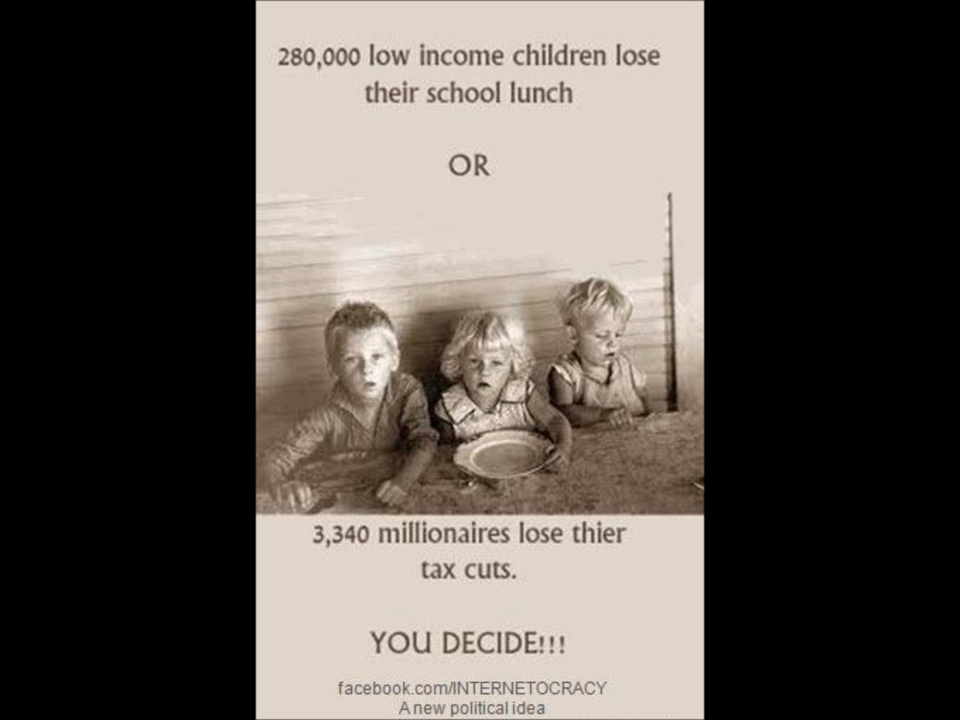 280,000 low income children lose
their school lunch
OR
3,340 millionaires lose thier
tax cuts.
YOU DECIDE!!!
facebook.com/INTERNETOCRACY
A new political idea